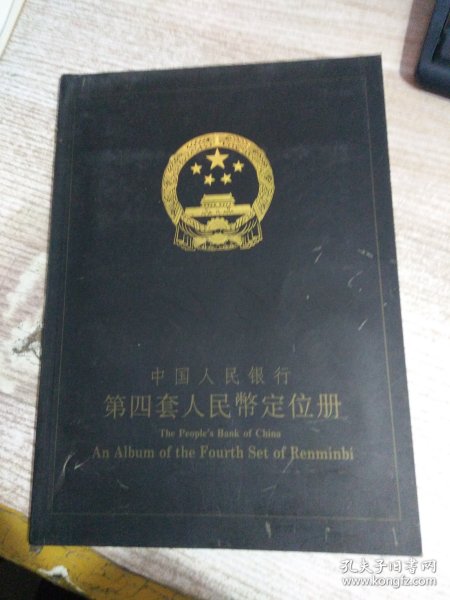 中国人民银行
第四套人民幣定位册
The People's Bank of China
An Album of the Fourth Set of Renminbi
孔夫子旧书网
www.kongfz.com